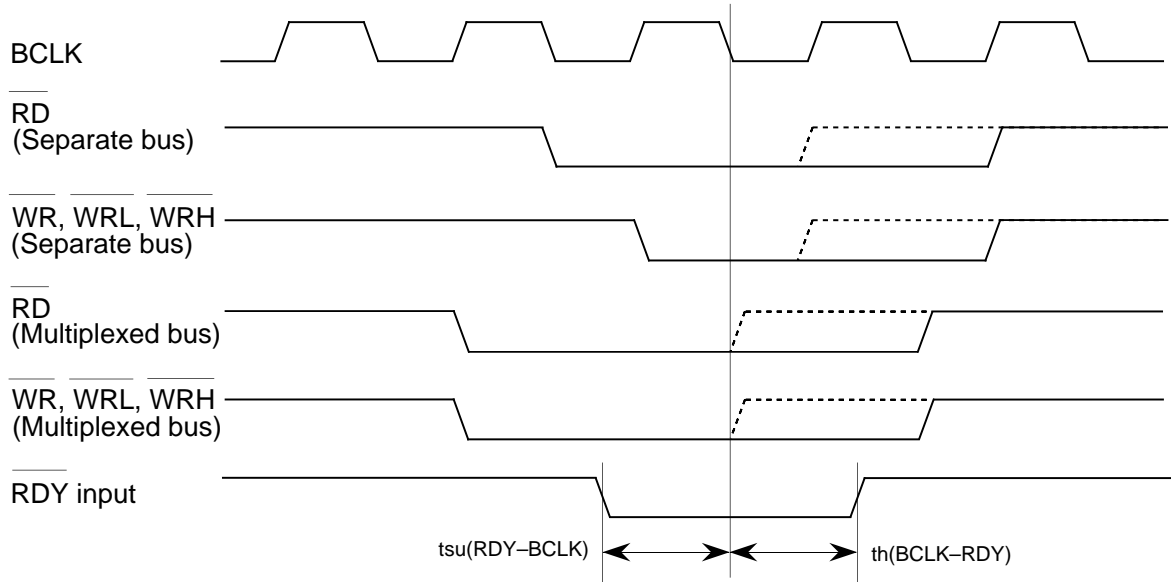 BCLK
RD
(Separate bus)
WR, WRL, WRH
(Separate bus)
RD
(Multiplexed bus)
WR, WRL, WRH
(Multiplexed bus)
RDY input
tsu(RDY–BCLK)
th(BCLK–RDY)